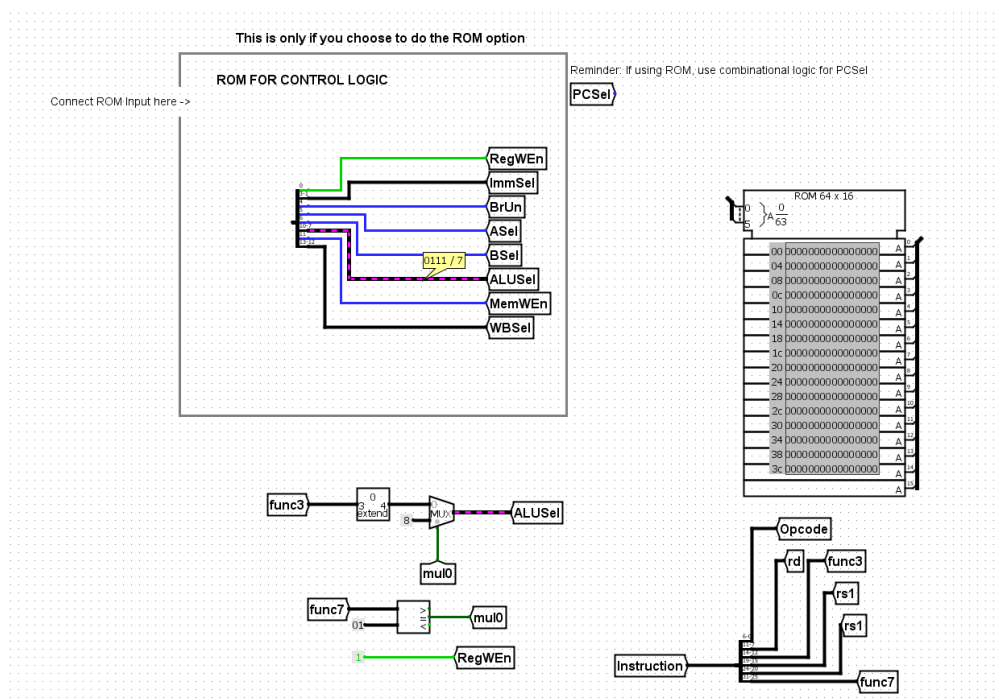 This is only if you choose to do the ROM option
ROM FOR CONTROL LOGIC
Reminder: If using ROM, use combinational logic for PCSel
PCSel
Connect ROM Input here ->
RegWEn
ImmSel
BrUn
ASel
BSel
0111 / 7
ALUSel
MemWEn
WBSel
ROM 64 x 16
0
5
A
0
63
00 0000000000000000 A
04 0000000000000000 A
08 0000000000000000 A
0c 0000000000000000 A
10 0000000000000000 A
14 0000000000000000 A
18 0000000000000000 A
1c 0000000000000000 A
20 0000000000000000 A
24 0000000000000000 A
28 0000000000000000 A
2c 0000000000000000 A
30 0000000000000000 A
34 0000000000000000 A
38 0000000000000000 A
3c 0000000000000000 A
A
func3
0
3 4
extend
8
MUX
ALUSel
mul0
func7
01
>
=
<
mul0
1
RegWEn
Opcode
rd
func3
rs1
rs1
Instruction
func7